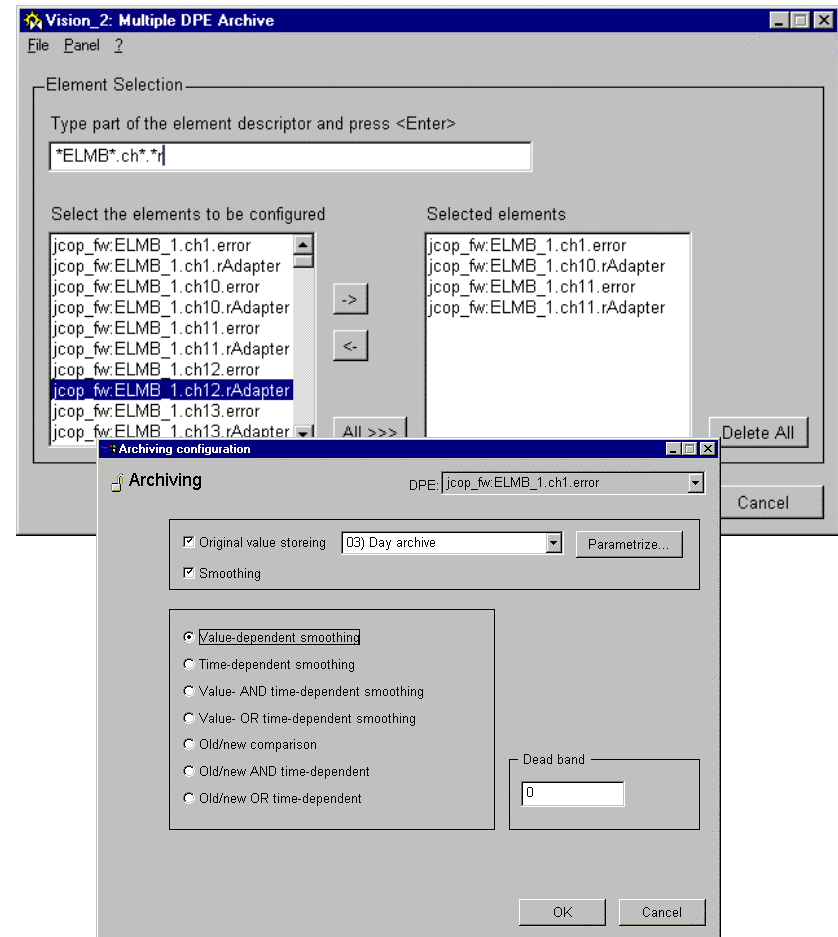 Vision_2: Multiple DPE Archive
File Panel ?
Element Selection
Type part of the element descriptor and press <Enter>
*ELMB*.ch*.*r
Select the elements to be configured
jcop_fw:ELMB_1.ch1.error
jcop_fw:ELMB_1.ch1.rAdapter
jcop_fw:ELMB_1.ch10.error
jcop_fw:ELMB_1.ch10.rAdapter
jcop_fw:ELMB_1.ch11.error
jcop_fw:ELMB_1.ch11.rAdapter
jcop_fw:ELMB_1.ch12.error
jcop_fw:ELMB_1.ch12.rAdapter
jcop_fw:ELMB_1.ch13.error
jcop_fw:ELMB_1.ch13.rAdapter
->
<-
All >>>
Selected elements
jcop_fw:ELMB_1.ch1.error
jcop_fw:ELMB_1.ch10.rAdapter
jcop_fw:ELMB_1.ch11.error
jcop_fw:ELMB_1.ch11.rAdapter
Delete All
Cancel
Archiving configuration
Archiving
DPE: jcop_fw:ELMB_1.ch1.error
Original value storeing 03) Day archive Parametrize...
Smoothing
Value-dependent smoothing
Time-dependent smoothing
Value- AND time-dependent smoothing
Value- OR time-dependent smoothing
Old/new comparison
Old/new AND time-dependent
Old/new OR time-dependent
Dead band
0
OK Cancel